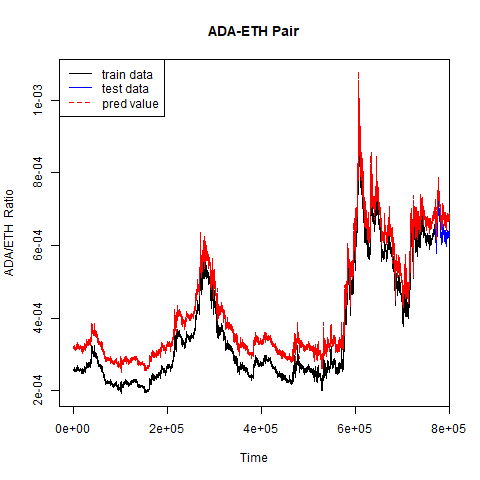 ADA-ETH Pair
train data
test data
pred value
ADA/ETH Ratio
1e-03
8e-04
6e-04
4e-04
2e-04
0e+00 2e+05 4e+05 6e+05 8e+05
Time